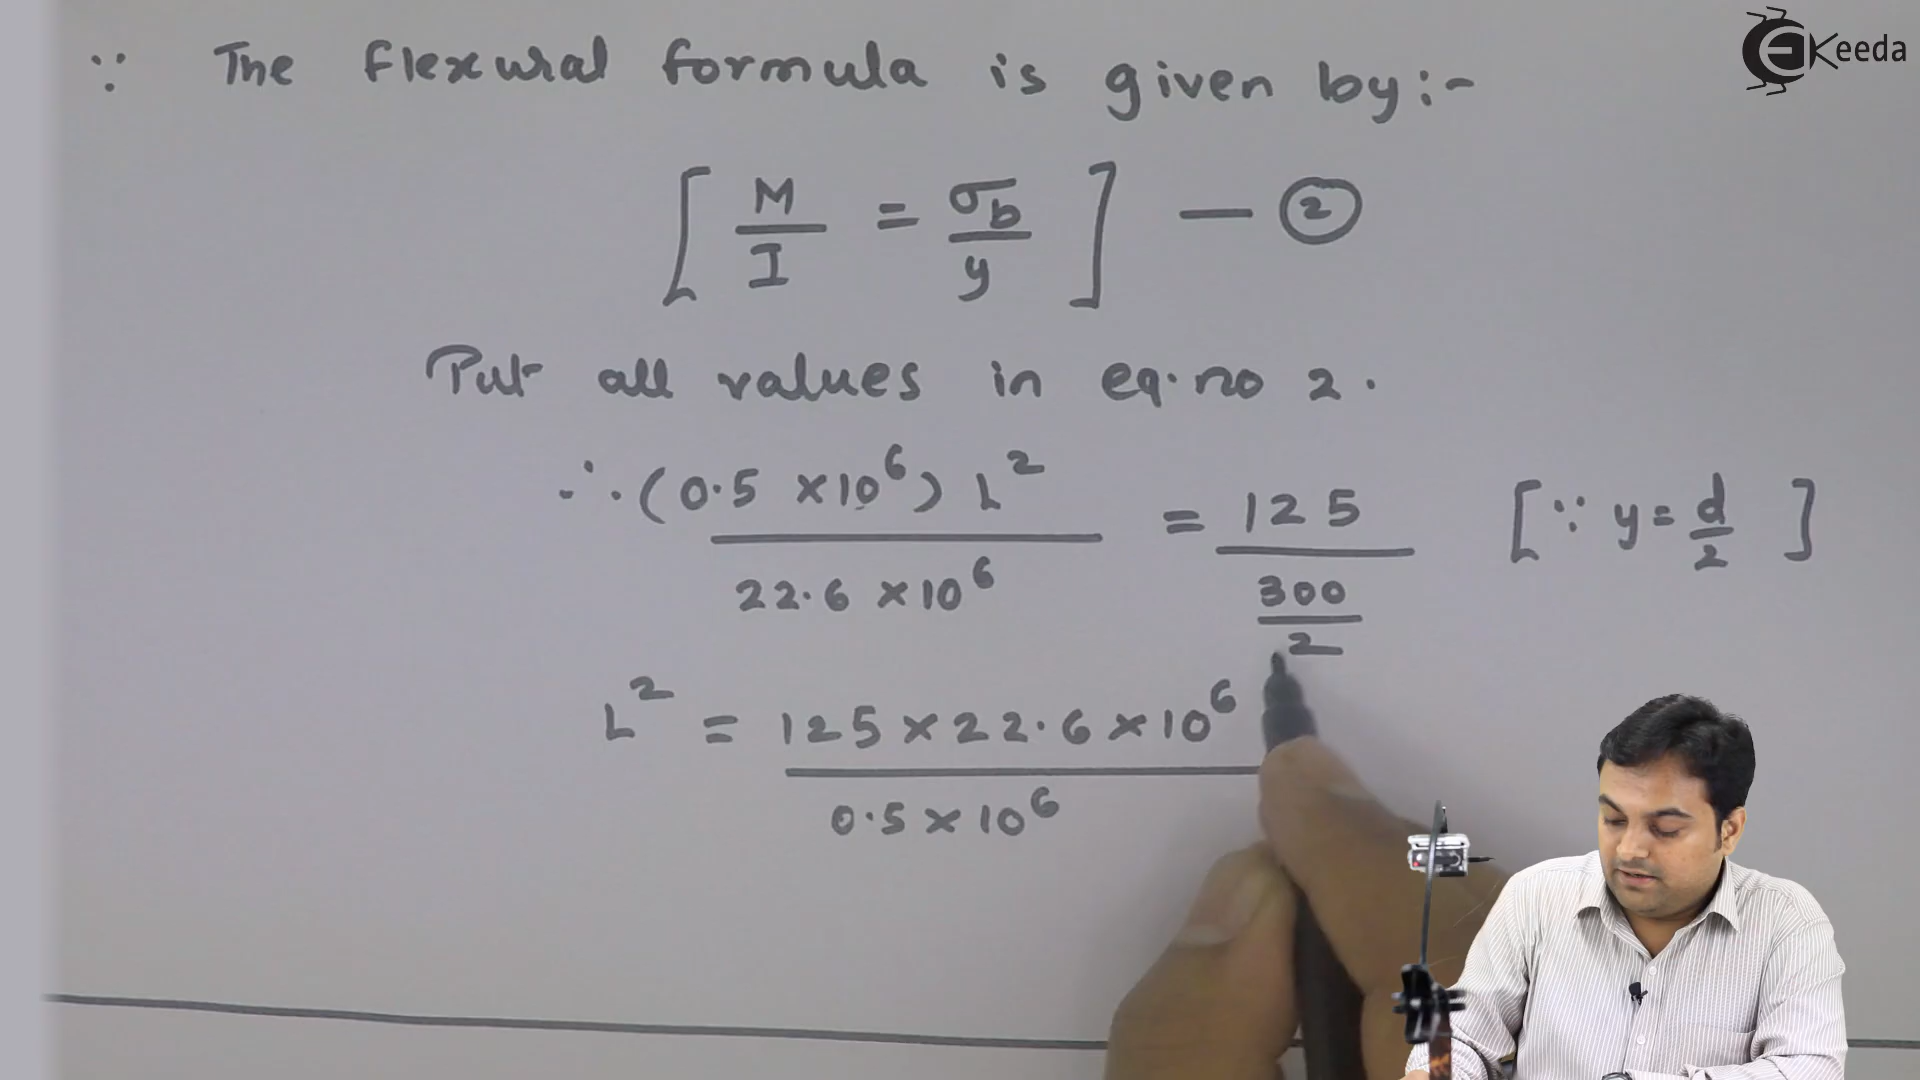 ∵ The flexural formula is given by:-
[ M/I = σb/y ] — ②
Put all values in eq.no 2.
∴ (0.5 ×10⁶) L² / 22.6 ×10⁶ = 125 / (300/2) [∵ y = d/2 ]
L² = 125 × 22.6 × 10⁶ / 0.5 × 10⁶
EKeeda